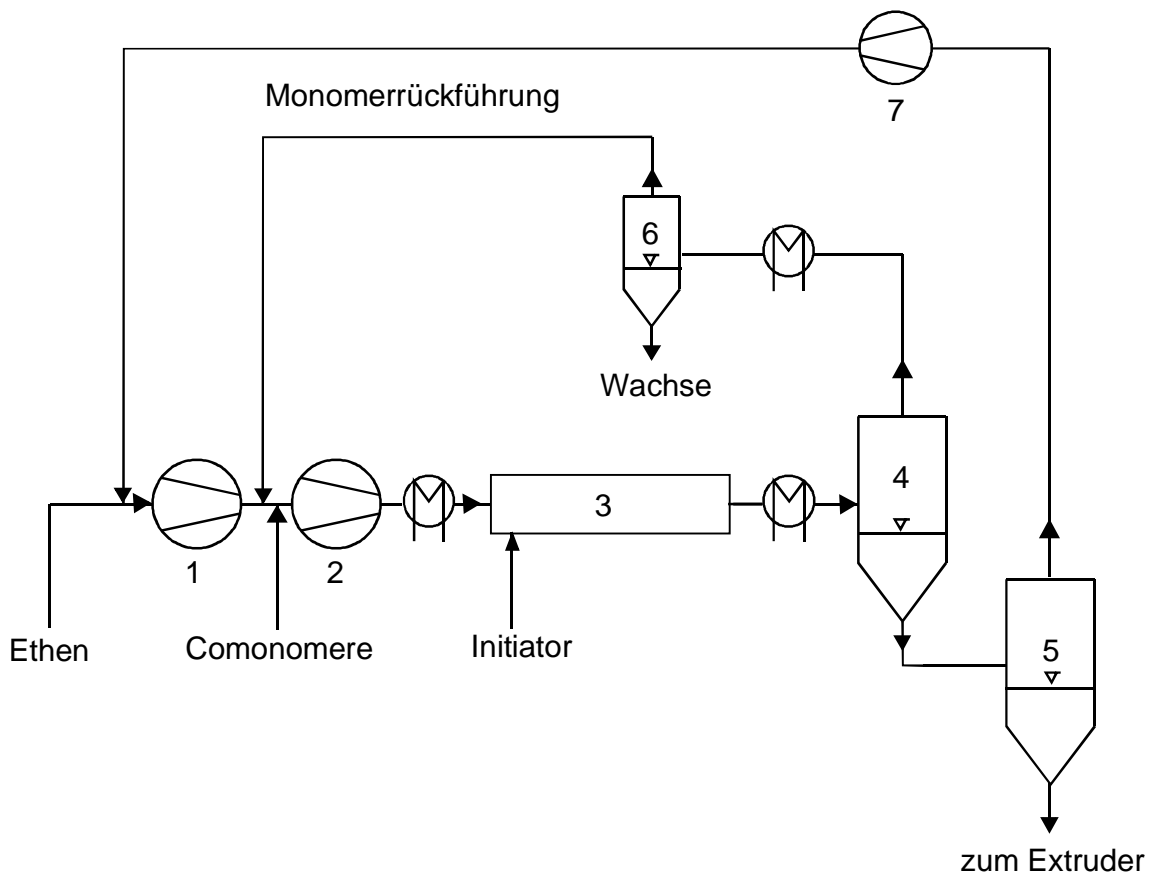 7
Monomerrückführung
6
Wachse
4
3
1
2
Ethen
Comonomere
Initiator
5
zum Extruder